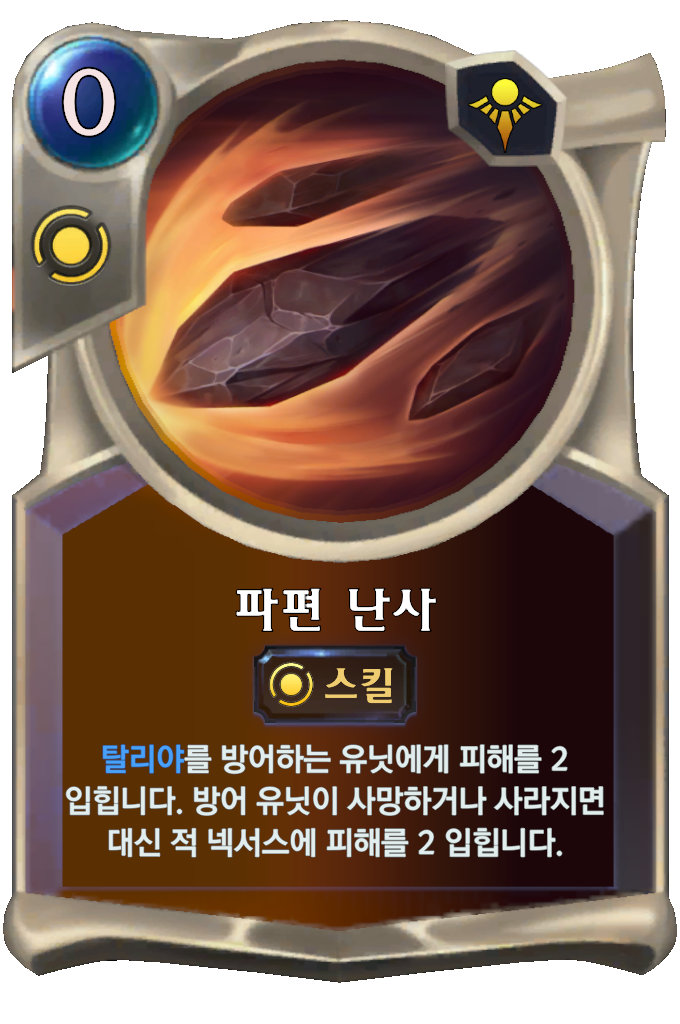 0
파편 난사
스킬
탈리야를 방어하는 유닛에게 피해를 2
입힙니다. 방어 유닛이 사망하거나 사라지면
대신 적 넥서스에 피해를 2 입힙니다.